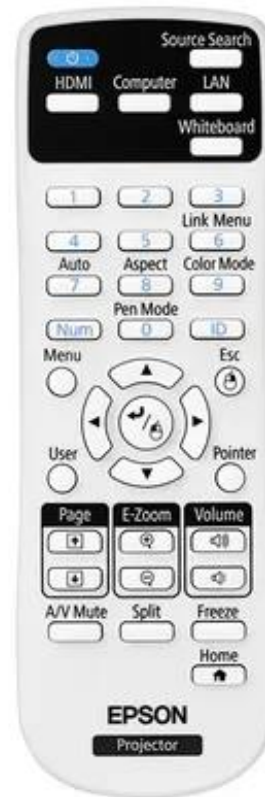 Source Search
HDMI Computer LAN
Whiteboard
1 2 3
Link Menu
4 5 6
Auto Aspect Color Mode
7 8 9
Pen Mode
Num 0 ID
Menu Esc
User Pointer
Page E-Zoom Volume
A/V Mute Split Freeze
Home
EPSON
Projector